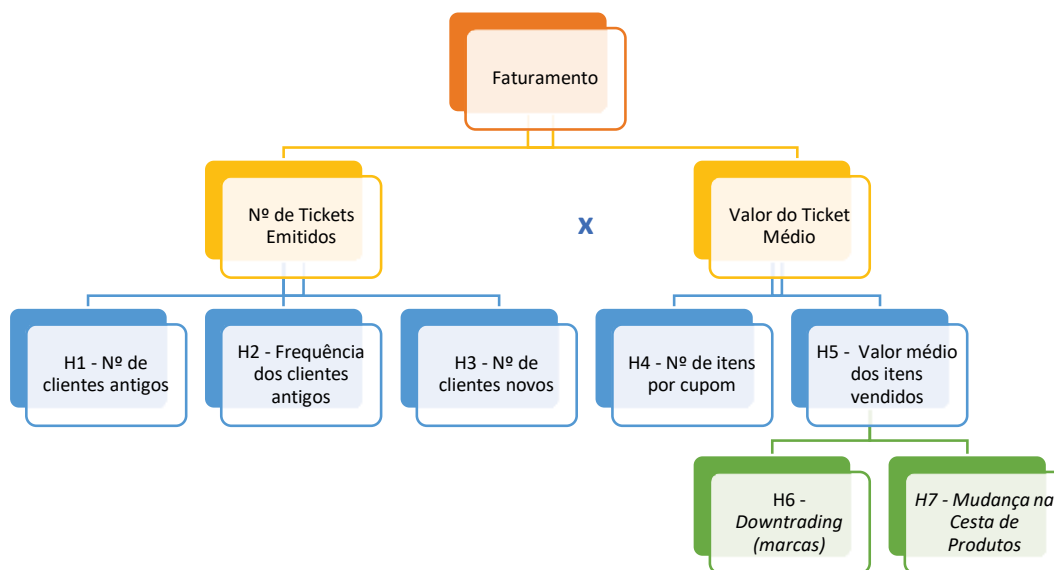 Faturamento
Nº de Tickets
Emitidos
x
Valor do Ticket
Médio
H1 - Nº de
clientes antigos
H2 - Frequência
dos clientes
antigos
H3 - Nº de
clientes novos
H4 - Nº de itens
por cupom
H5 - Valor médio
dos itens
vendidos
H6 -
Downtrading
(marcas)
H7 - Mudança na
Cesta de
Produtos